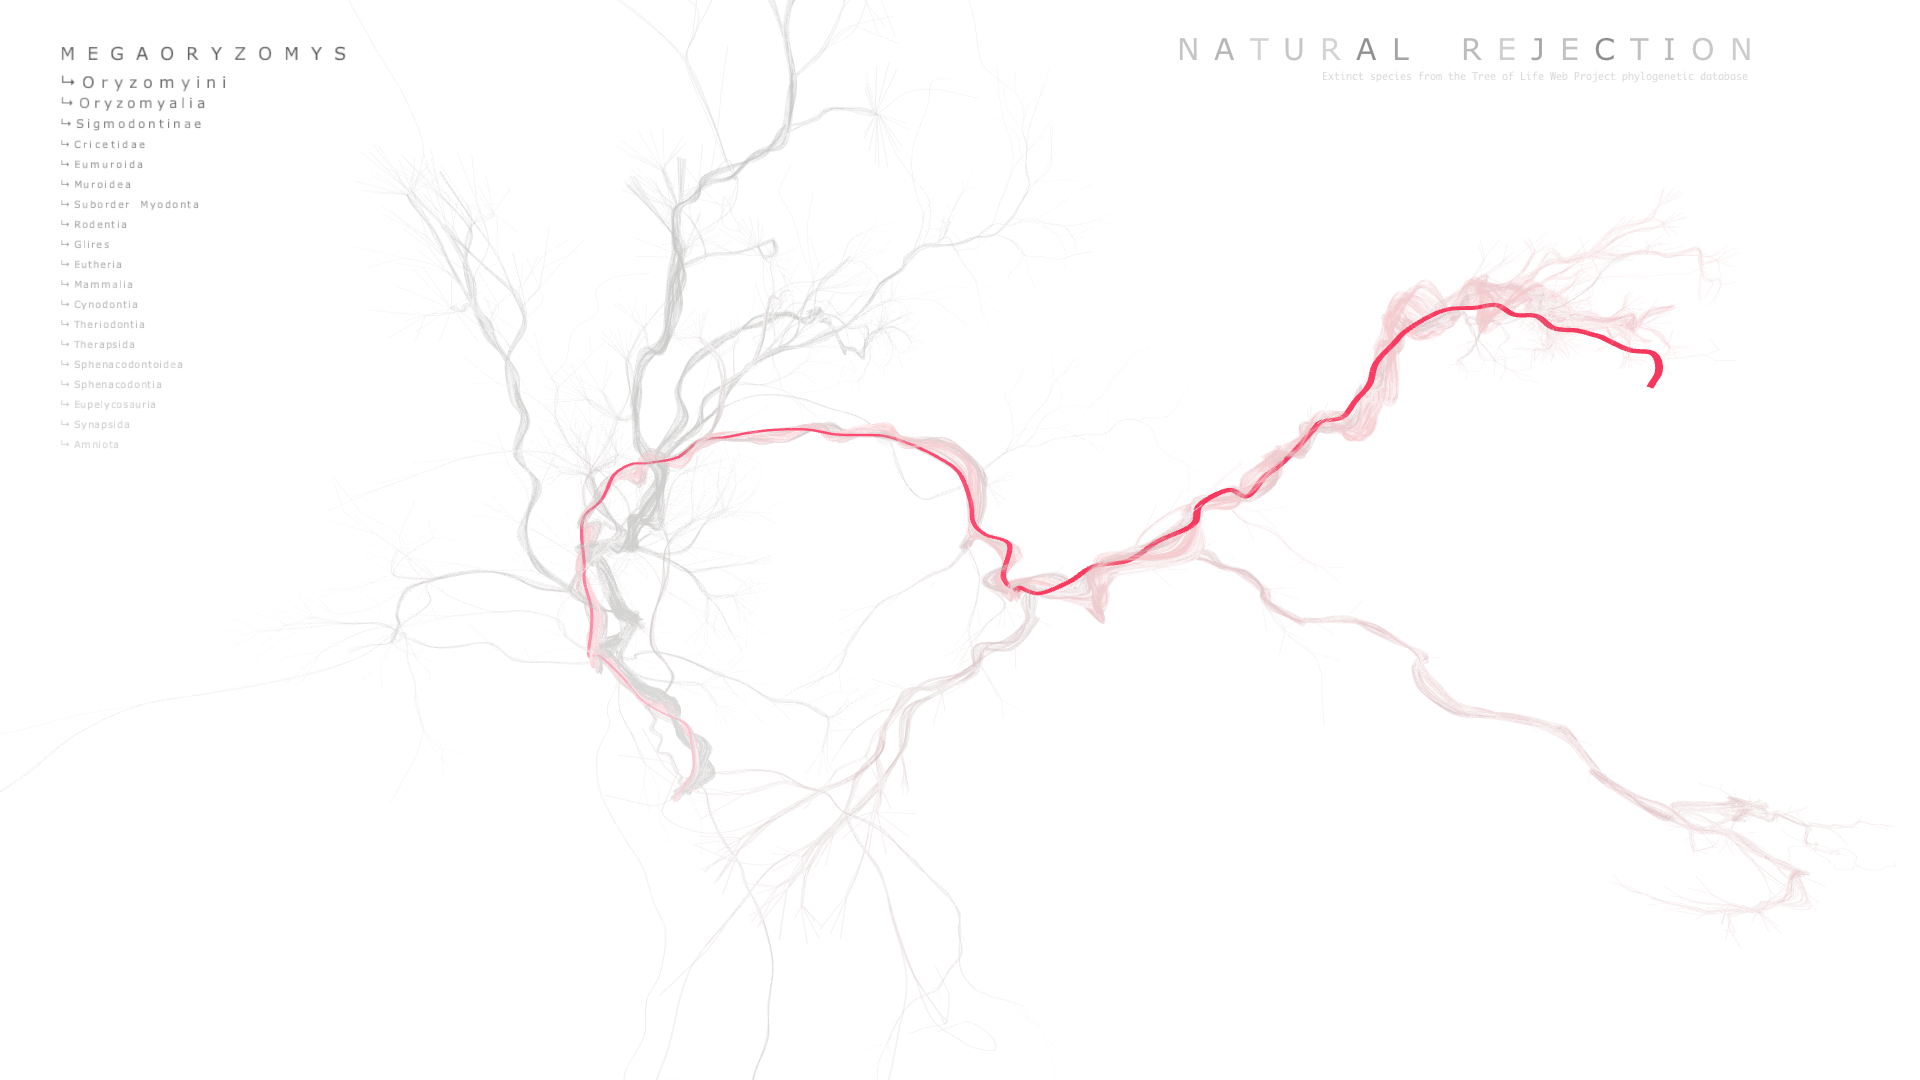 MEGAORYZOMYS
↳ Oryzomyini
↳ Oryzomyalia
↳ Sigmodontinae
↳ Cricetidae
↳ Eumuroida
↳ Muroidea
↳ Suborder Myodonta
↳ Rodentia
↳ Glires
↳ Eutheria
↳ Mammalia
↳ Cynodontia
↳ Theriodontia
↳ Therapsida
↳ Sphenacodontoidea
↳ Sphenacodontia
↳ Eupelycosauria
↳ Synapsida
↳ Amniota
NATURAL REJECTION
Extinct species from the Tree of Life Web Project phylogenetic database